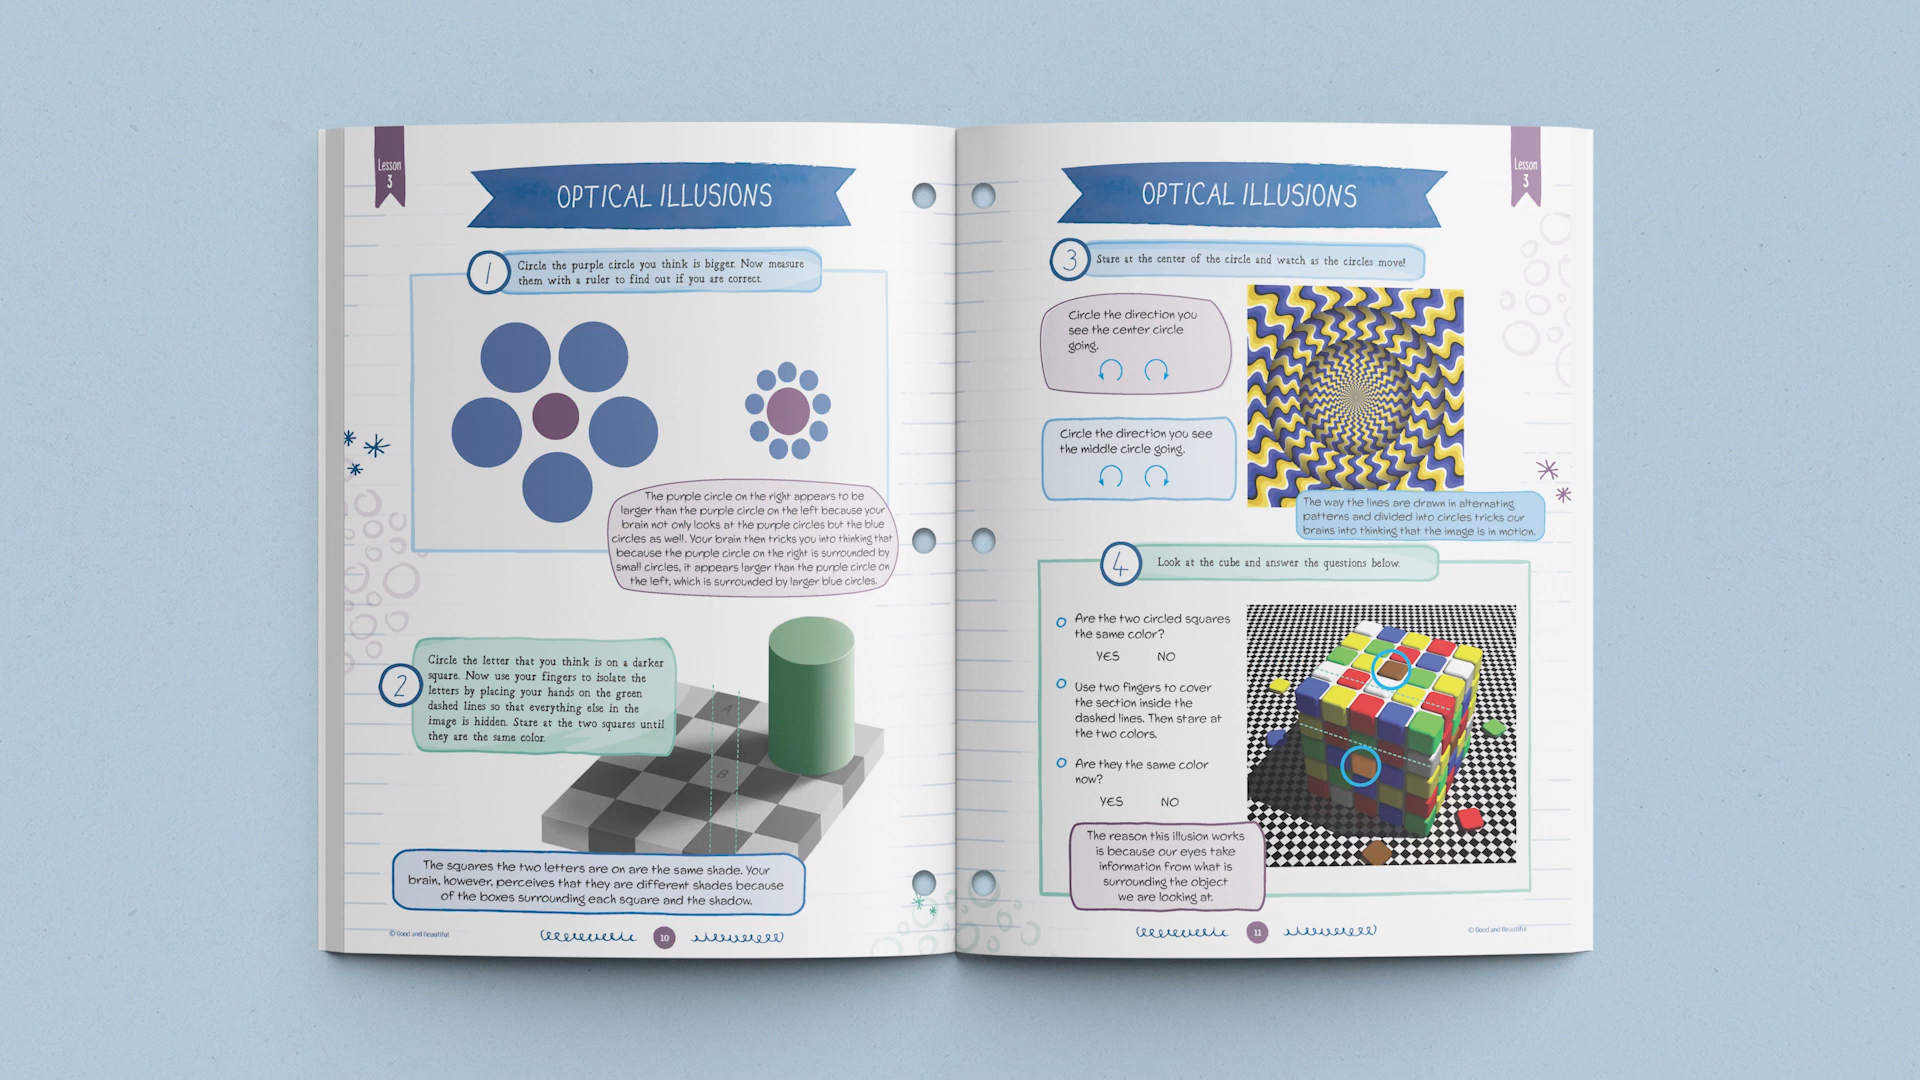 Lesson
3
OPTICAL ILLUSIONS
1
Circle the purple circle you think is bigger. Now measure
them with a ruler to find out if you are correct.
The purple circle on the right appears to be
larger than the purple circle on the left because your
brain not only looks at the purple circles but the blue
circles as well. Your brain then tricks you into thinking that
because the purple circle on the right is surrounded by
small circles, it appears larger than the purple circle on
the left, which is surrounded by larger blue circles.
2
Circle the letter that you think is on a darker
square. Now use your fingers to isolate the
letters by placing your hands on the green
dashed lines so that everything else in the
image is hidden. Stare at the two squares until
they are the same color.
A
B
The squares the two letters are on are the same shade. Your
brain, however, perceives that they are different shades because
of the boxes surrounding each square and the shadow.
© Good and Beautiful
10
Lesson
3
OPTICAL ILLUSIONS
3
Stare at the center of the circle and watch as the circles move!
Circle the direction you
see the center circle
going.
Circle the direction you see
the middle circle going.
The way the lines are drawn in alternating
patterns and divided into circles tricks our
brains into thinking that the image is in motion.
4
Look at the cube and answer the questions below.
Are the two circled squares
the same color?
YES NO
Use two fingers to cover
the section inside the
dashed lines. Then stare at
the two colors.
Are they the same color
now?
YES NO
The reason this illusion works
is because our eyes take
information from what is
surrounding the object
we are looking at.
11
© Good and Beautiful